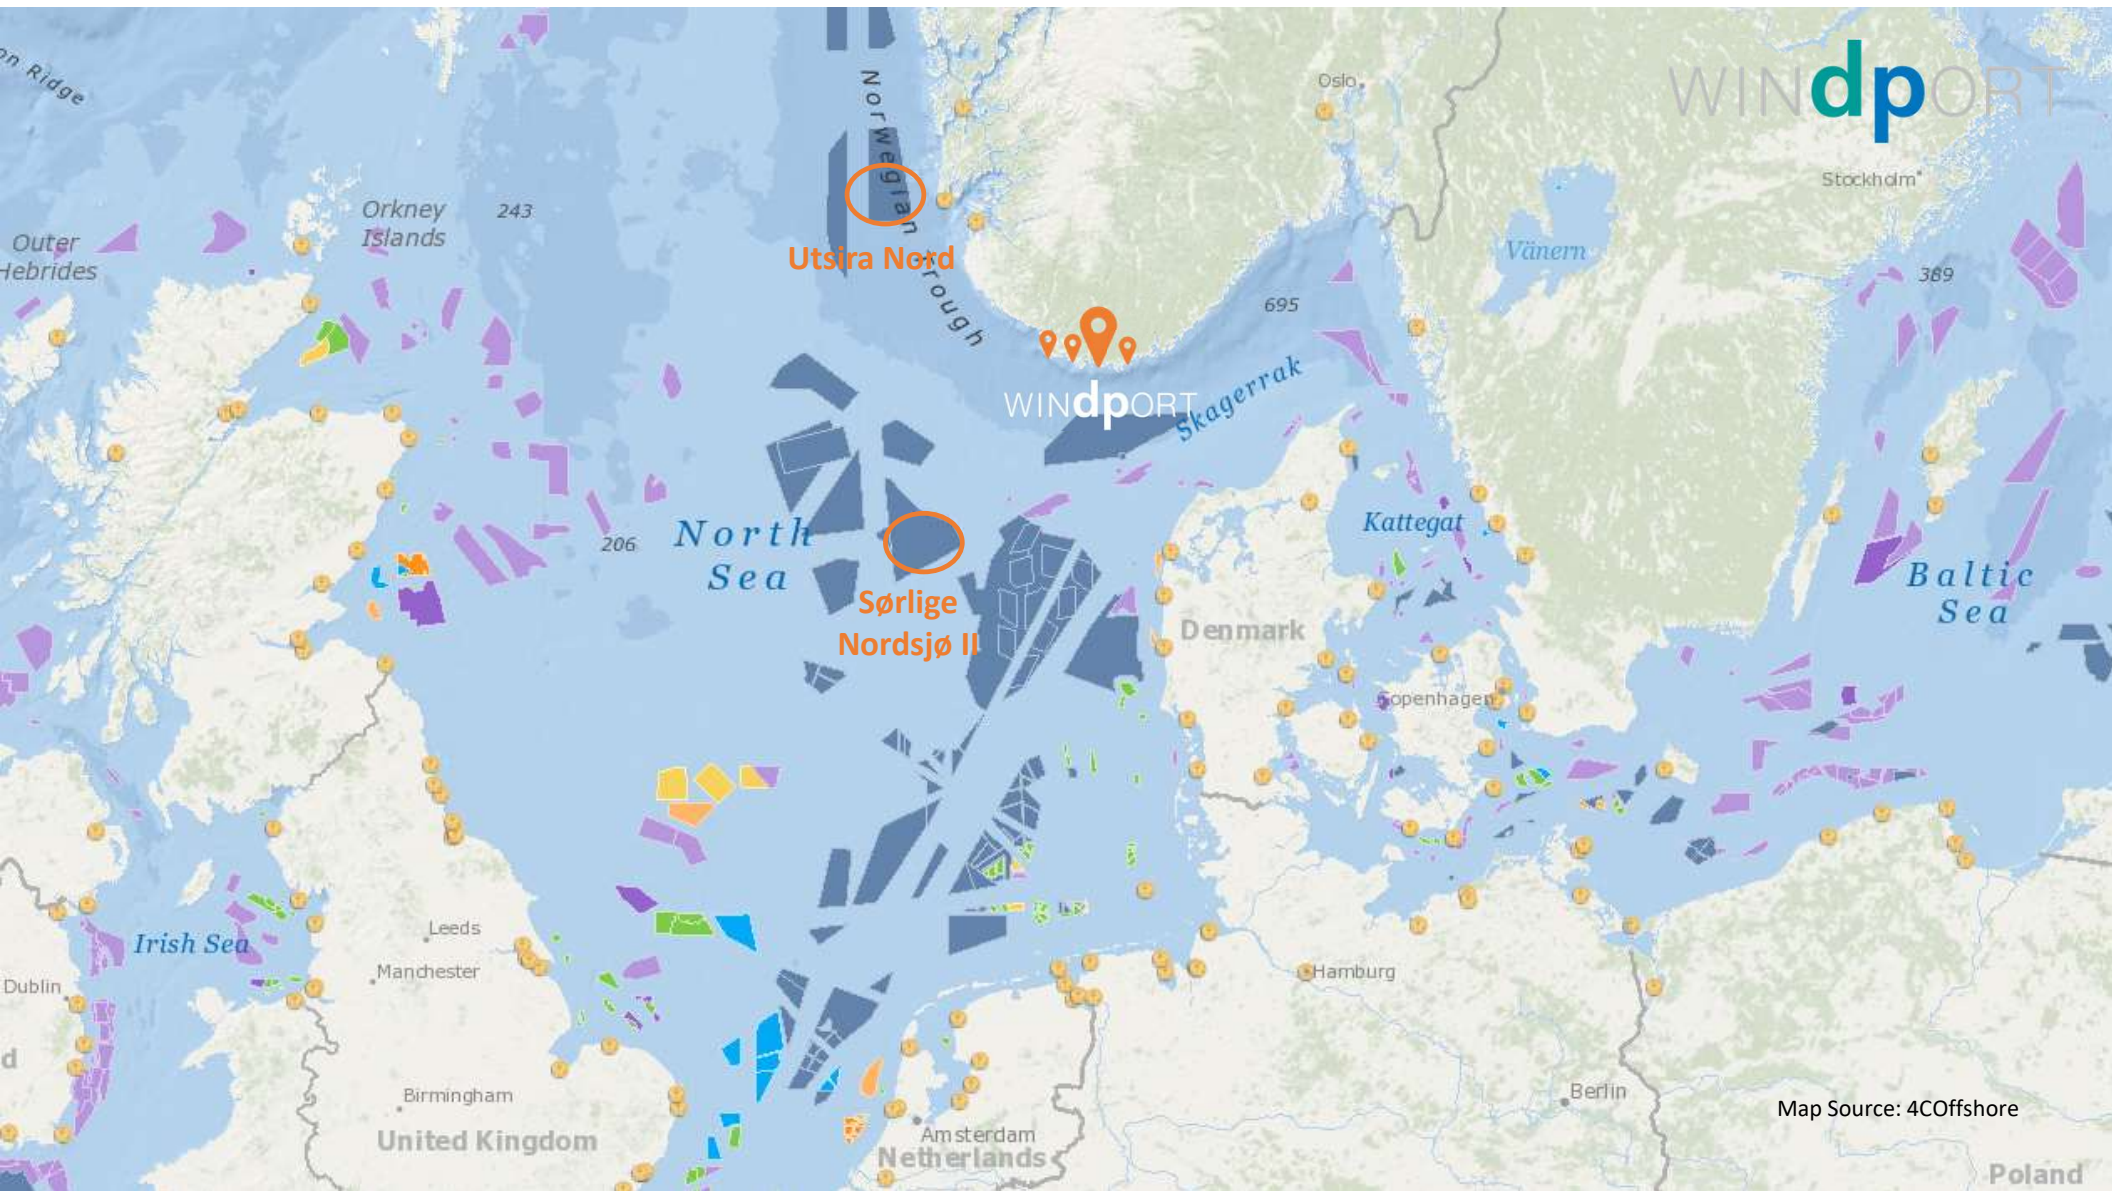 on Ridge
Norwegian Trough
Oslo
WINdpORT
Stockholm
Orkney
Islands
243
Outer
Hebrides
Vänern
389
Utsira Nord
695
WINdpORT
Skagerrak
North
Sea
206
Kattegat
Baltic
Sea
Sørlige
Nordsjø II
Denmark
Copenhagen
Leeds
Irish Sea
Manchester
Hamburg
Dublin
d
Birmingham
Berlin
Map Source: 4COffshore
United Kingdom
Amsterdam
Netherlands
Poland